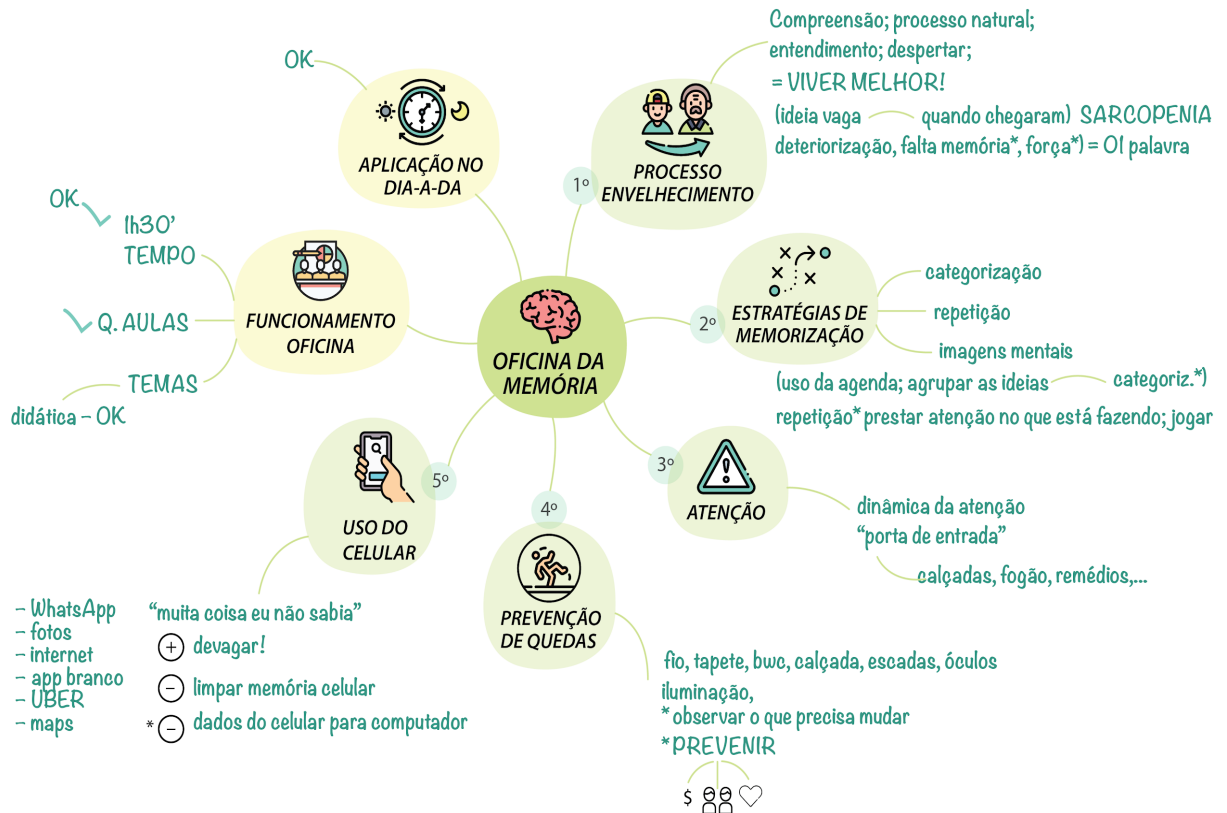 OFICINA DA
MEMÓRIA
1º
PROCESSO
ENVELHECIMENTO
Compreensão; processo natural;
entendimento; despertar;
= VIVER MELHOR!
(ideia vaga quando chegaram) SARCOPENIA
deteriorização, falta memória*, força*) = 01 palavra
2º
ESTRATÉGIAS DE
MEMORIZAÇÃO
categorização
repetição
imagens mentais
(uso da agenda; agrupar as ideias categoriz.*)
repetição* prestar atenção no que está fazendo; jogar
3º
ATENÇÃO
dinâmica da atenção
“porta de entrada”
calçadas, fogão, remédios,...
4º
PREVENÇÃO
DE QUEDAS
fio, tapete, bwc, calçada, escadas, óculos
iluminação,
* observar o que precisa mudar
* PREVENIR
$
5º
USO DO
CELULAR
“muita coisa eu não sabia”
+ devagar!
− limpar memória celular
* − dados do celular para computador
– WhatsApp
– fotos
– internet
– app branco
– UBER
– maps
FUNCIONAMENTO
OFICINA
OK
1h30’
TEMPO
Q. AULAS
TEMAS
didática – OK
APLICAÇÃO NO
DIA-A-DA
OK